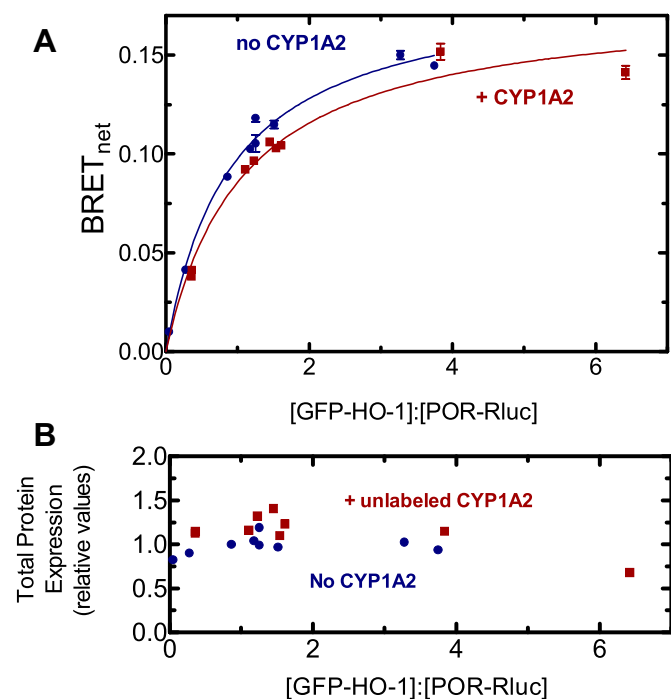 A
no CYP1A2
+ CYP1A2
BRETnet
0.15
0.10
0.05
0.00
0 2 4 6
[GFP-HO-1]:[POR-Rluc]
B
Total Protein
Expression
(relative values)
2.0
1.5
1.0
0.5
0.0
+ unlabeled CYP1A2
No CYP1A2
0 2 4 6
[GFP-HO-1]:[POR-Rluc]